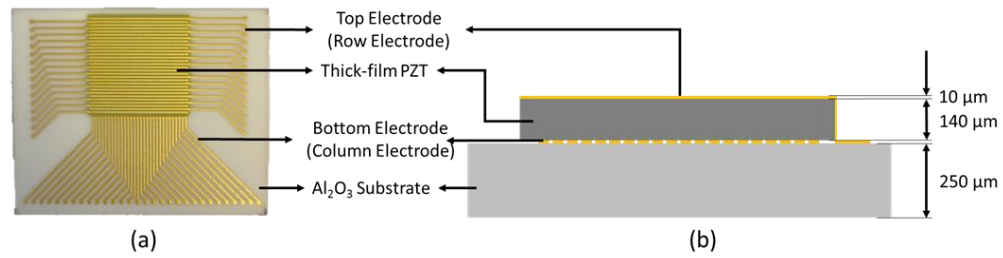 Top Electrode
(Row Electrode)
Thick-film PZT
Bottom Electrode
(Column Electrode)
Al₂O₃ Substrate
10 μm
140 μm
250 μm
(a)
(b)